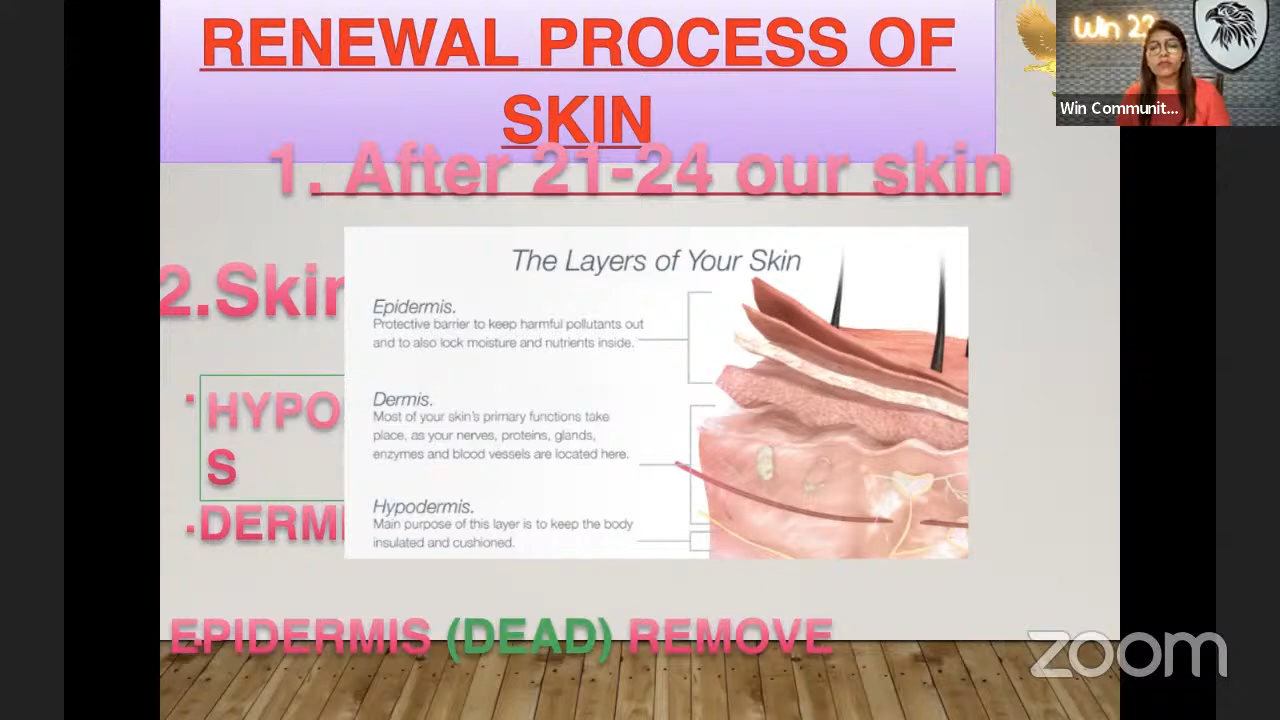 RENEWAL PROCESS OF
SKIN
1. After 21-24 our skin
Win 22
Win Communit...
2.Skin
The Layers of Your Skin
Epidermis.
Protective barrier to keep harmful pollutants out
and to also lock moisture and nutrients inside.
HYPO
S
Dermis.
Most of your skin's primary functions take
place, as your nerves, proteins, glands,
enzymes and blood vessels are located here.
DERMI
Hypodermis.
Main purpose of this layer is to keep the body
insulated and cushioned.
EPIDERMIS (DEAD) REMOVE
zoom